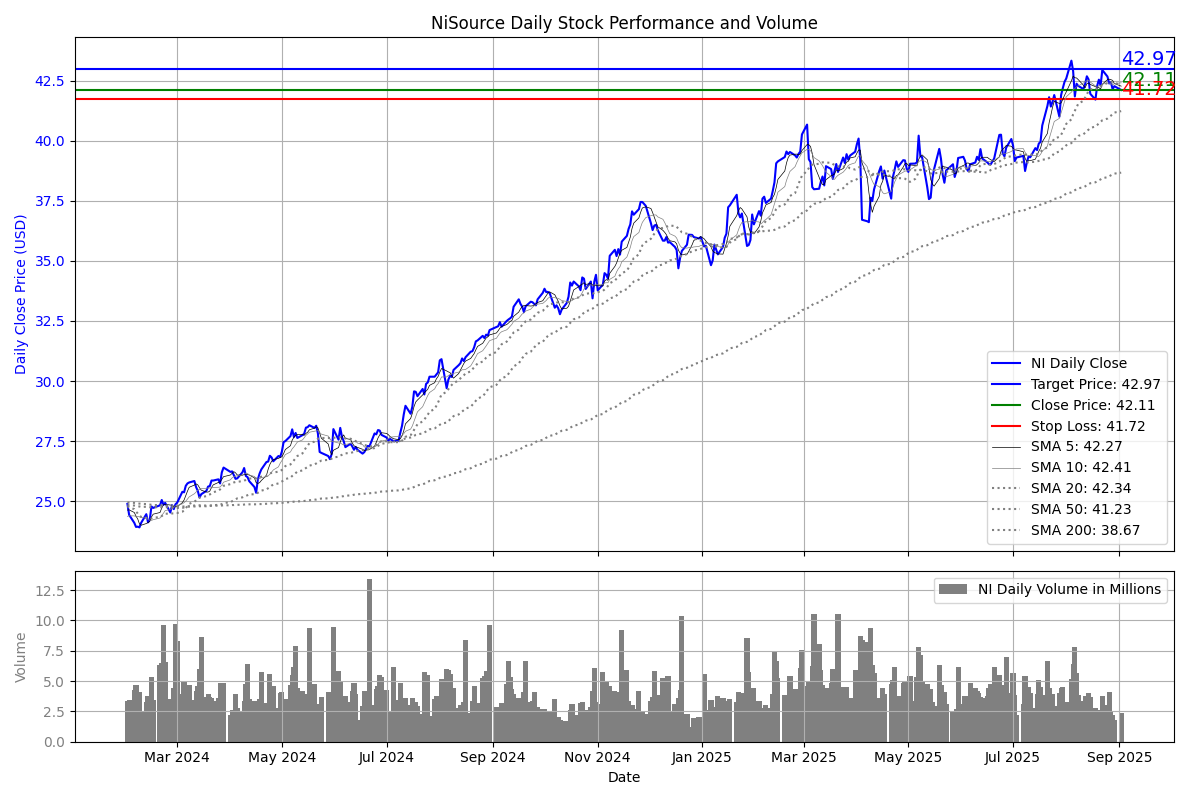 NiSource Daily Stock Performance and Volume
Daily Close Price (USD)
42.5
40.0
37.5
35.0
32.5
30.0
27.5
25.0
42.97
42.11
41.72
NI Daily Close
Target Price: 42.97
Close Price: 42.11
Stop Loss: 41.72
SMA 5: 42.27
SMA 10: 42.41
SMA 20: 42.34
SMA 50: 41.23
SMA 200: 38.67
Volume
12.5
10.0
7.5
5.0
2.5
0.0
NI Daily Volume in Millions
Mar 2024 May 2024 Jul 2024 Sep 2024 Nov 2024 Jan 2025 Mar 2025 May 2025 Jul 2025 Sep 2025
Date